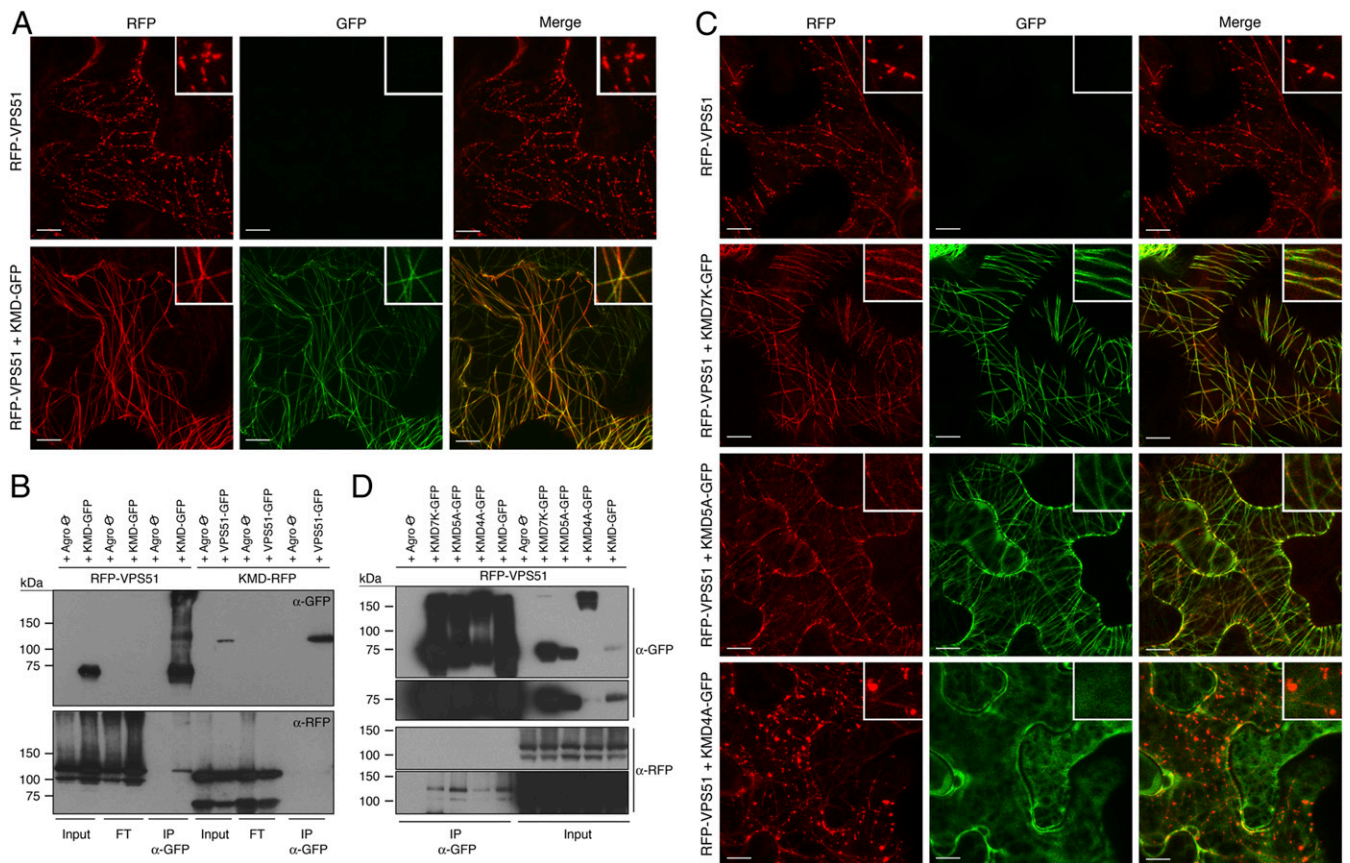 A
RFP GFP Merge
RFP-VPS51
RFP-VPS51 + KMD-GFP
B
+ Agro Ø
+ KMD-GFP
+ Agro Ø
+ KMD-GFP
+ Agro Ø
+ KMD-GFP
+ Agro Ø
+ VPS51-GFP
+ Agro Ø
+ VPS51-GFP
+ Agro Ø
+ VPS51-GFP
kDa RFP-VPS51 KMD-RFP
α-GFP
150
100
75
α-RFP
150
100
75
Input FT IP Input FT IP
α-GFP α-GFP
D
+ Agro Ø
+ KMD7K-GFP
+ KMD5A-GFP
+ KMD4A-GFP
+ KMD-GFP
+ Agro Ø
+ KMD7K-GFP
+ KMD5A-GFP
+ KMD4A-GFP
+ KMD-GFP
kDa RFP-VPS51
150
100
75
α-GFP
75
150
100
α-RFP
150
100
IP Input
α-GFP
C
RFP GFP Merge
RFP-VPS51
RFP-VPS51 + KMD7K-GFP
RFP-VPS51 + KMD5A-GFP
RFP-VPS51 + KMD4A-GFP